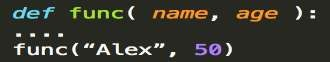 def func( name, age ):
....
func(“Alex”, 50)